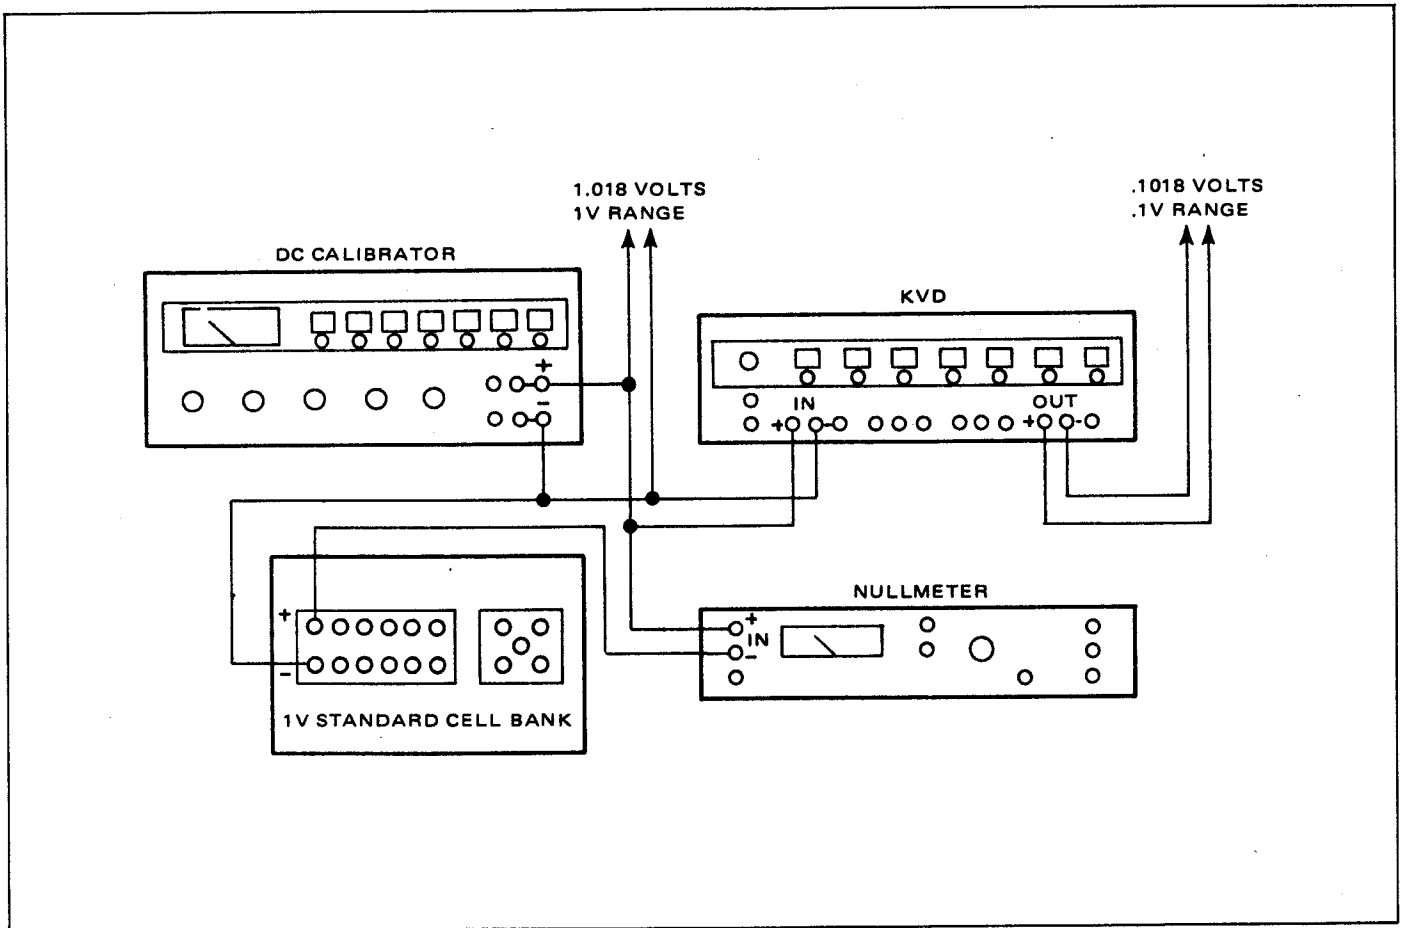 1.018 VOLTS
1V RANGE
.1018 VOLTS
.1V RANGE
DC CALIBRATOR
+
-
KVD
IN
+ -
OUT
+ -
+
-
1V STANDARD CELL BANK
NULLMETER
+
IN
-